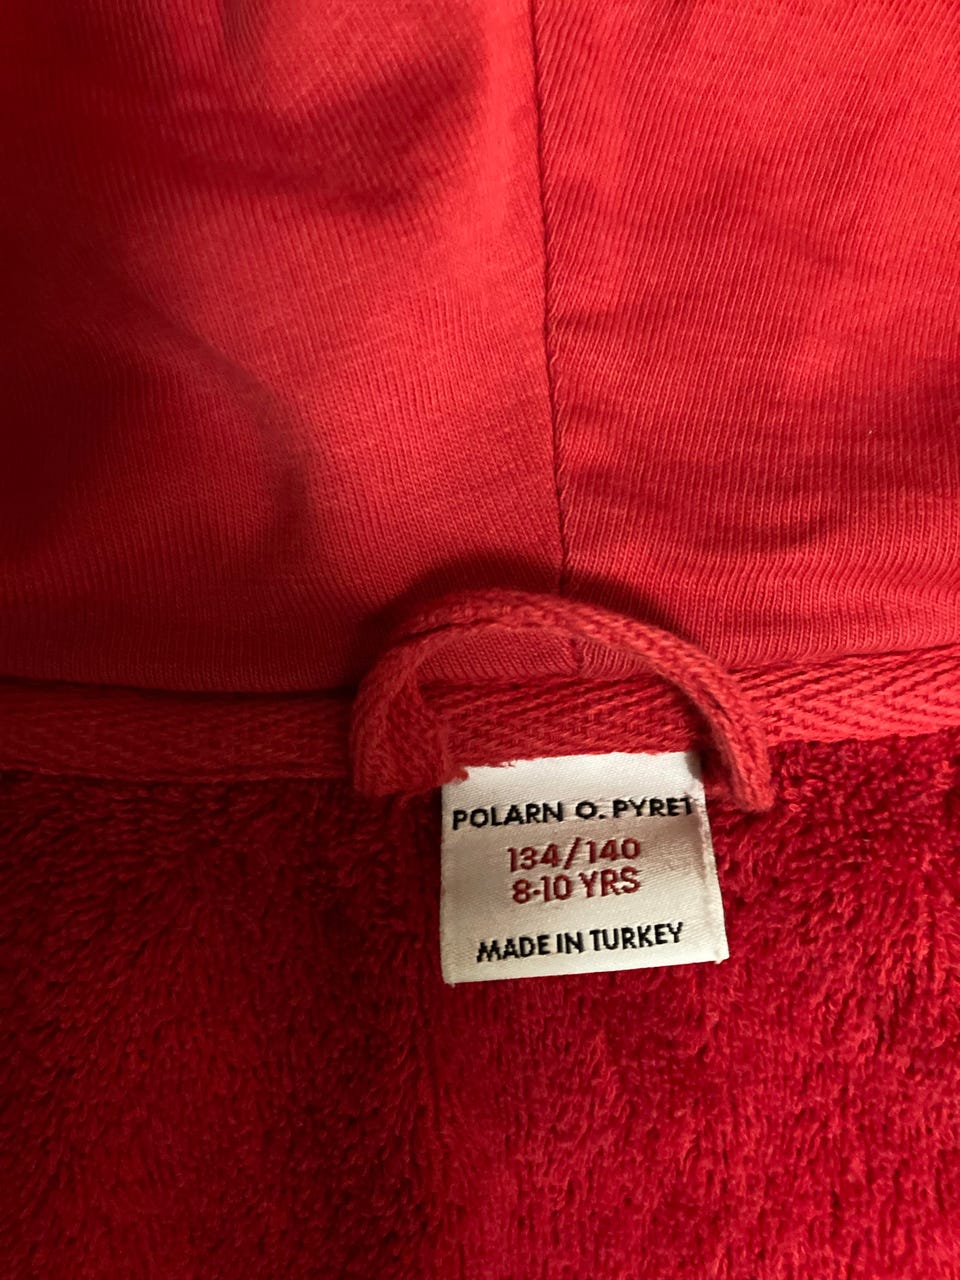 POLARN O. PYRET
134/140
8-10 YRS
MADE IN TURKEY